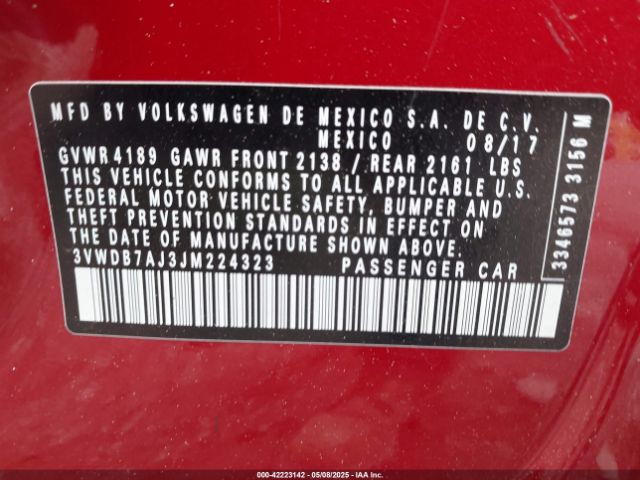 MFD BY VOLKSWAGEN DE MEXICO S.A. DE C.V.
MEXICO 08/17
GVWR 4189 GAWR FRONT 2138 / REAR 2161 LBS
THIS VEHICLE CONFORMS TO ALL APPLICABLE U.S.
FEDERAL MOTOR VEHICLE SAFETY, BUMPER AND
THEFT PREVENTION STANDARDS IN EFFECT ON
THE DATE OF MANUFACTURE SHOWN ABOVE.
3VWDB7AJ3JM224323 PASSENGER CAR
3346573 3156 M
000-42223142 05/08/2025 IAA Inc.